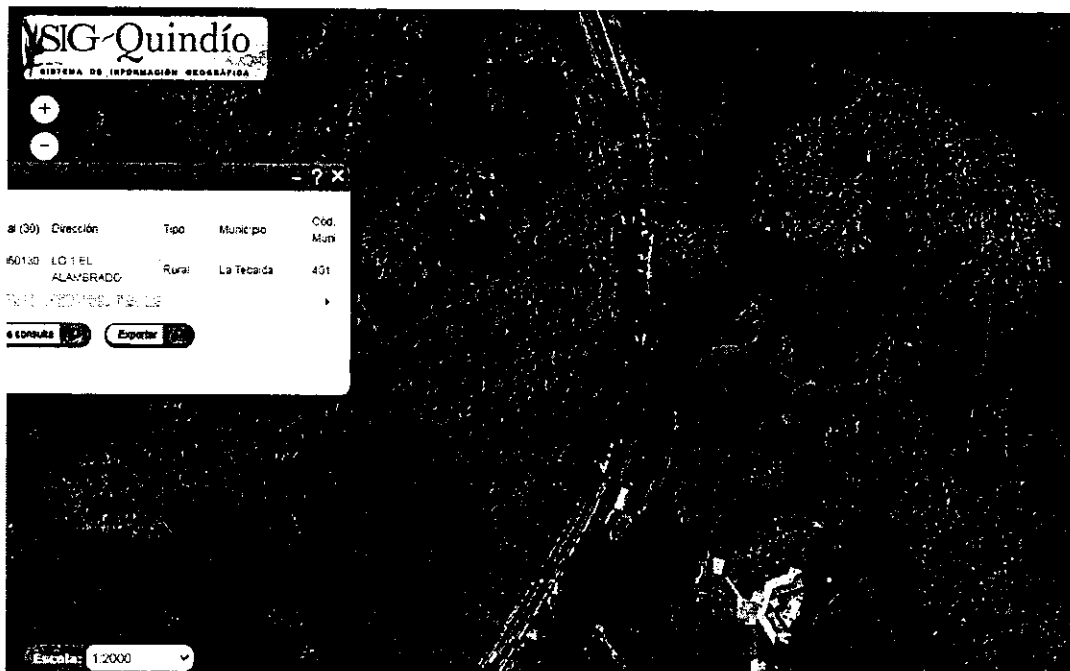 SIG-Quindío
SISTEMA DE INFORMACIÓN GEOGRÁFICA
+
−
− ? ×
al (30) Dirección Tipo Municipio Cód. Muni
050130 LO 1 EL ALAMBRADO Rural La Tebaida 401
a consulta Exportar
Escala: 1:2000